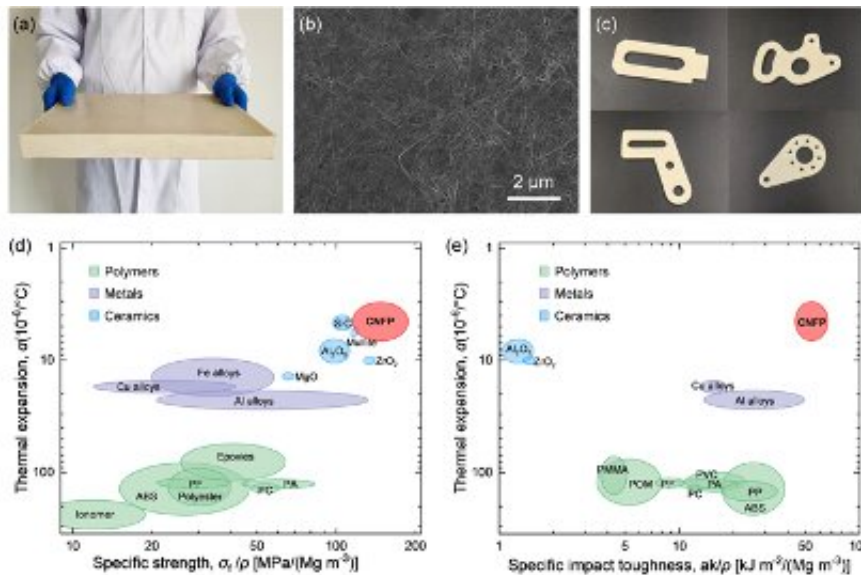 (a)
(b)
2 µm
(c)
(d)
1
10
100
Thermal expansion, α(10⁻⁶/°C)
Polymers
Metals
Ceramics
SiC
CNFP
Mullite
Al₂O₃
ZrO₂
MgO
Fe alloys
Cu alloys
Al alloys
Epoxies
PF
PA
ABS
Polyester
PC
Ionomer
10 20 50 100 200
Specific strength, σf /ρ [MPa/(Mg m⁻³)]
(e)
1
10
100
Thermal expansion, α(10⁻⁶/°C)
Polymers
Metals
Ceramics
CNFP
Al₂O₃
ZrO₂
Cu alloys
Al alloys
PMMA
PVC
POM
PA
PC
PP
ABS
1 5 10 50 100
Specific impact toughness, ak/ρ [kJ m⁻²/(Mg m⁻³)]